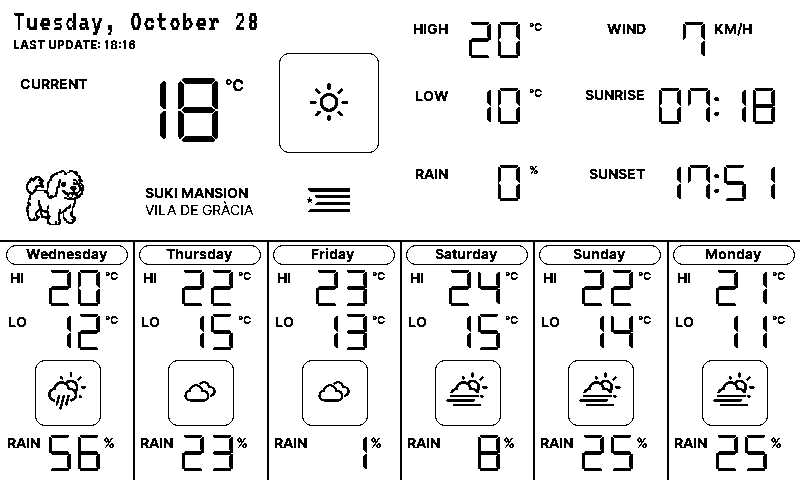 Tuesday, October 28
LAST UPDATE: 18:16
CURRENT 18 °C
SUKI MANSION
VILA DE GRÀCIA
HIGH 20 °C
LOW 10 °C
RAIN 0 %
WIND 7 KM/H
SUNRISE 07:18
SUNSET 17:51
Wednesday
HI 20 °C
LO 12 °C
RAIN 56 %
Thursday
HI 22 °C
LO 15 °C
RAIN 23 %
Friday
HI 23 °C
LO 13 °C
RAIN 1 %
Saturday
HI 24 °C
LO 15 °C
RAIN 8 %
Sunday
HI 22 °C
LO 14 °C
RAIN 25 %
Monday
HI 21 °C
LO 11 °C
RAIN 25 %